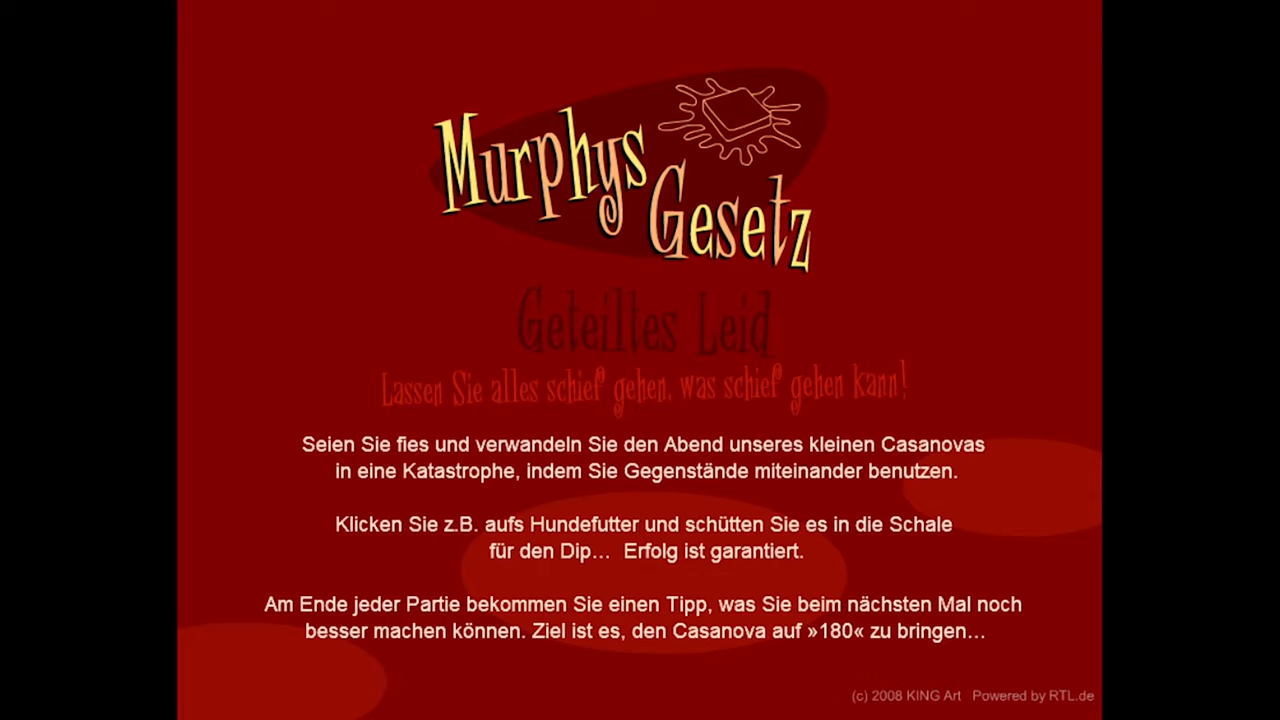 Murphys
Gesetz
Geteiltes Leid
Lassen Sie alles schief gehen, was schief gehen kann!
Seien Sie fies und verwandeln Sie den Abend unseres kleinen Casanovas
in eine Katastrophe, indem Sie Gegenstände miteinander benutzen.
Klicken Sie z.B. aufs Hundefutter und schütten Sie es in die Schale
für den Dip... Erfolg ist garantiert.
Am Ende jeder Partie bekommen Sie einen Tipp, was Sie beim nächsten Mal noch
besser machen können. Ziel ist es, den Casanova auf »180« zu bringen...
(c) 2008 KING Art Powered by RTL.de